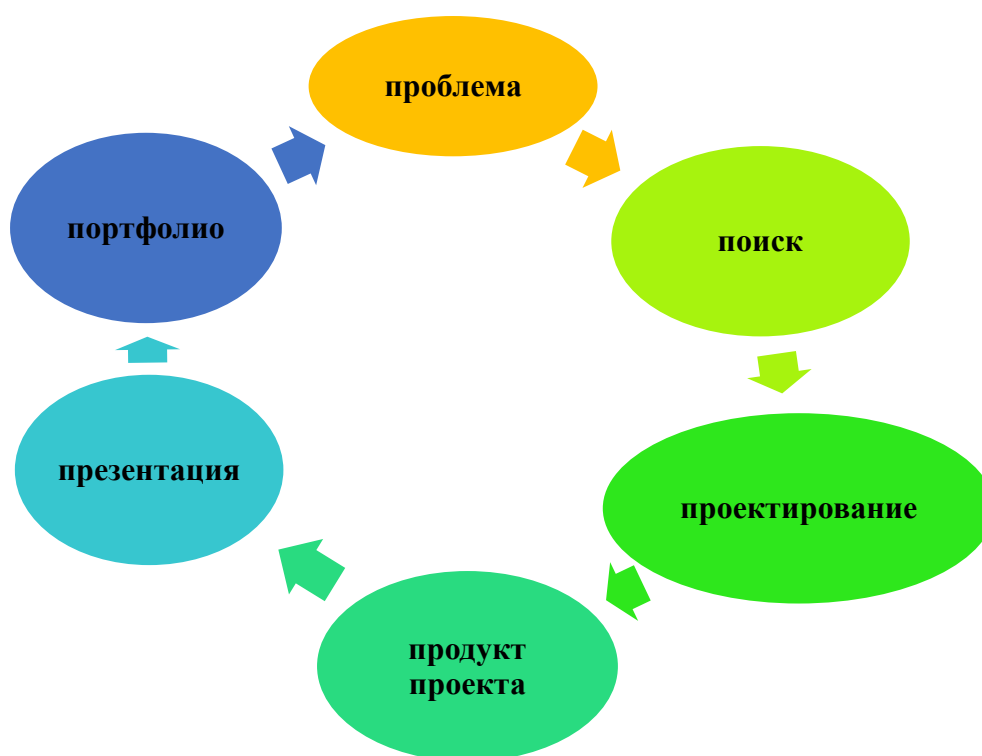 проблема
поиск
проектирование
продукт
проекта
презентация
портфолио